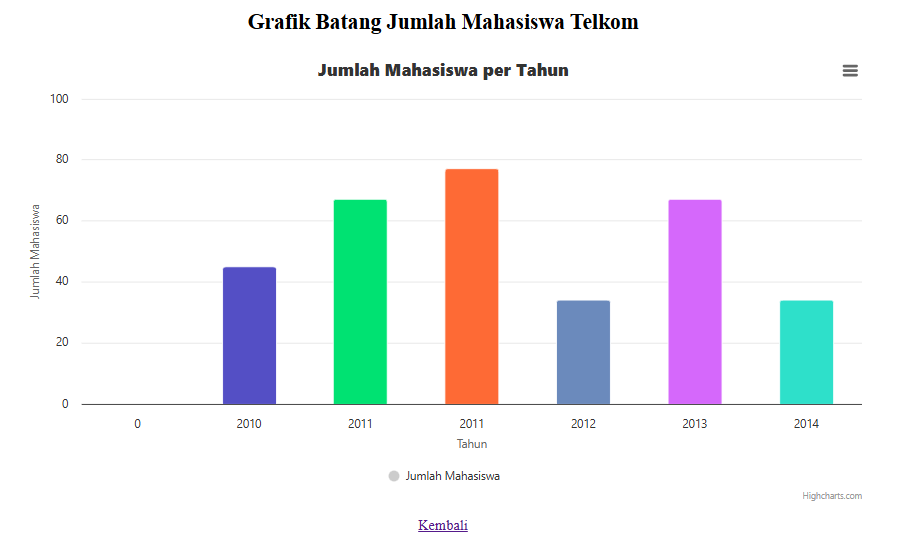 Grafik Batang Jumlah Mahasiswa Telkom
Jumlah Mahasiswa per Tahun
Jumlah Mahasiswa
100
80
60
40
20
0
0 2010 2011 2011 2012 2013 2014
Tahun
Jumlah Mahasiswa
Highcharts.com
Kembali